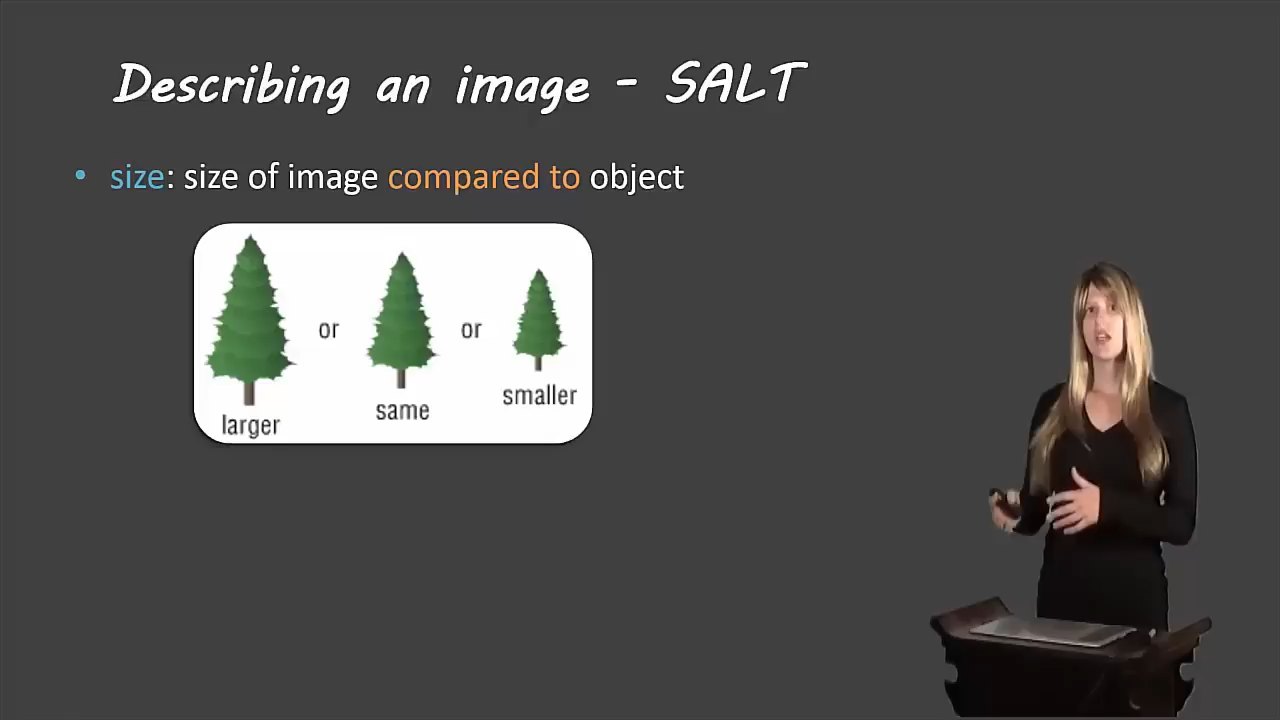 Describing an image - SALT
• size: size of image compared to object
or
or
larger
same
smaller